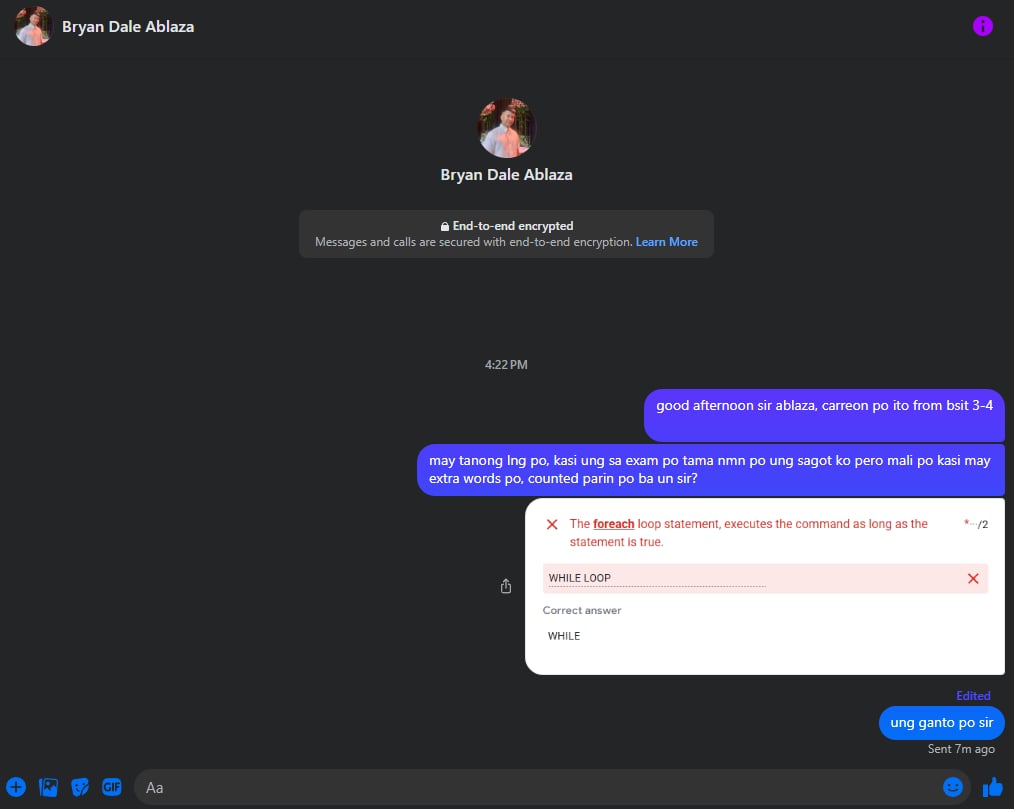 Bryan Dale Ablaza
Bryan Dale Ablaza
End-to-end encrypted
Messages and calls are secured with end-to-end encryption. Learn More
4:22 PM
good afternoon sir ablaza, carreon po ito from bsit 3-4
may tanong lng po, kasi ung sa exam po tama nmn po ung sagot ko pero mali po kasi may
extra words po, counted parin po ba un sir?
The foreach loop statement, executes the command as long as the
statement is true.
*···/2
WHILE LOOP
Correct answer
WHILE
Edited
ung ganto po sir
Sent 7m ago
GIF
Aa